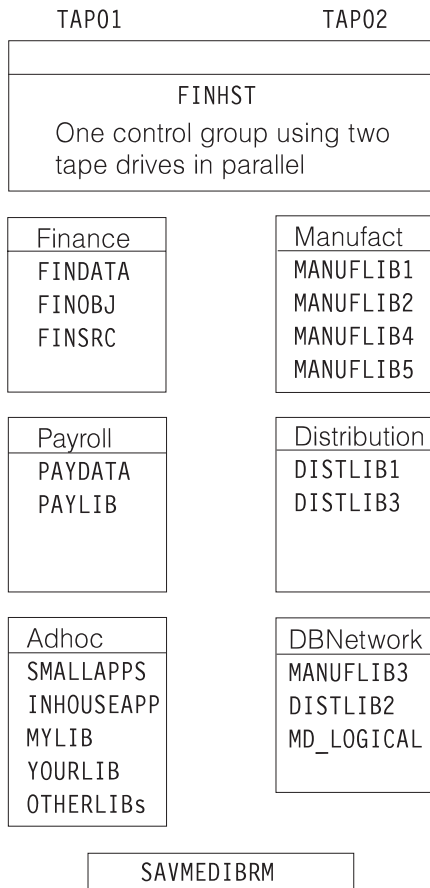 TAP01
TAP02
FINHST
One control group using two
tape drives in parallel
Finance
FINDATA
FINOBJ
FINSRC
Manufact
MANUFLIB1
MANUFLIB2
MANUFLIB4
MANUFLIB5
Payroll
PAYDATA
PAYLIB
Distribution
DISTLIB1
DISTLIB3
Adhoc
SMALLAPPS
INHOUSEAPP
MYLIB
YOURLIB
OTHERLIBs
DBNetwork
MANUFLIB3
DISTLIB2
MD_LOGICAL
SAVMEDIBRM